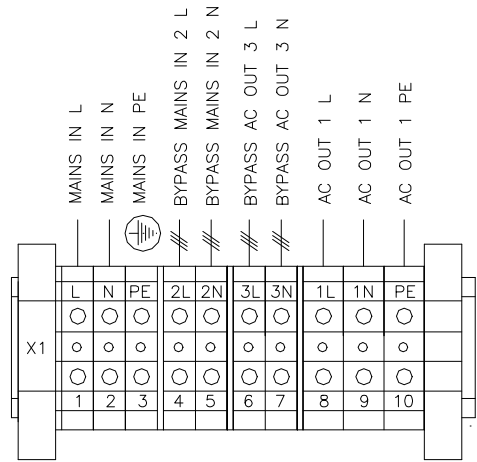 MAINS IN L
MAINS IN N
MAINS IN PE
BYPASS MAINS IN 2 L
BYPASS MAINS IN 2 N
BYPASS AC OUT 3 L
BYPASS AC OUT 3 N
AC OUT 1 L
AC OUT 1 N
AC OUT 1 PE
L N PE 2L 2N 3L 3N 1L 1N PE
X1
1 2 3 4 5 6 7 8 9 10